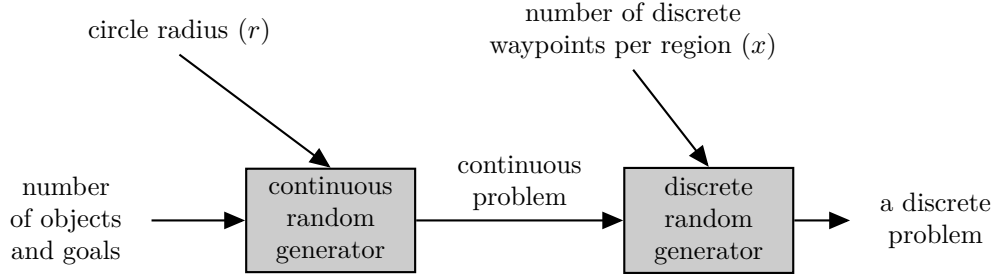 circle radius (r)
number of discrete
waypoints per region (x)
number
of objects
and goals
continuous
random
generator
continuous
problem
discrete
random
generator
a discrete
problem